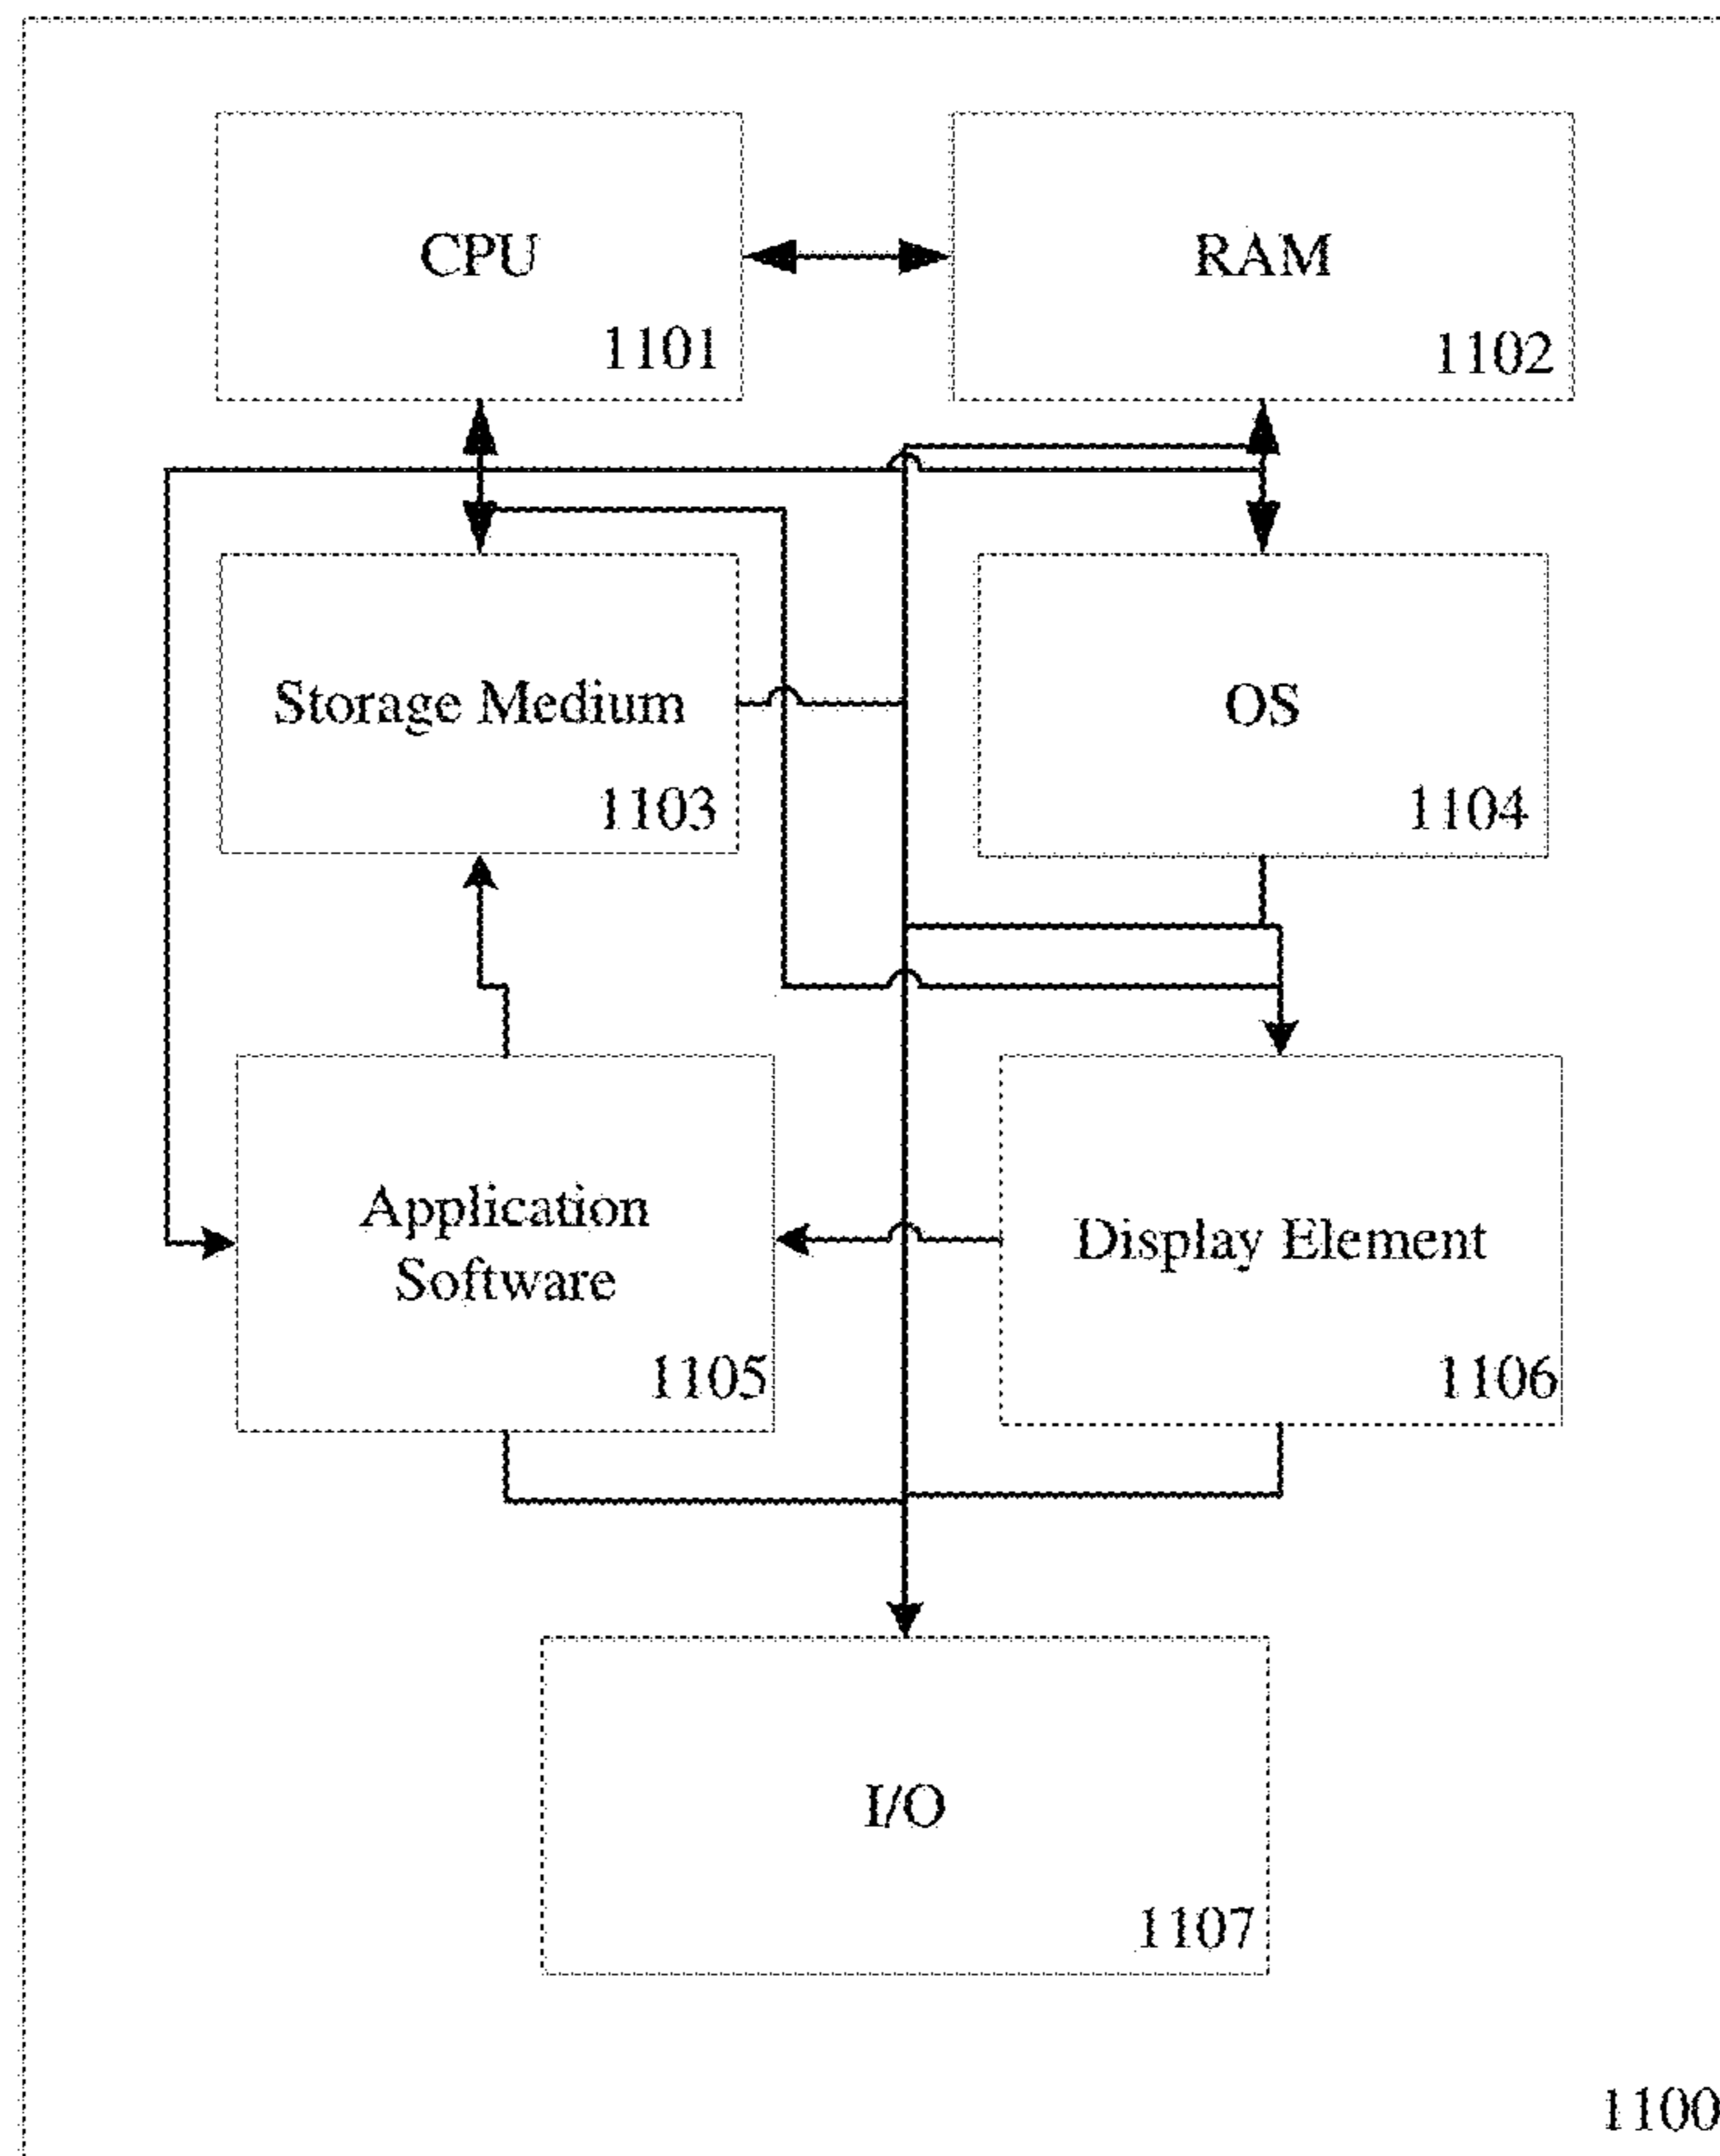 CPU
1101
RAM
1102
Storage Medium
1103
OS
1104
Application
Software
1105
Display Element
1106
I/O
1107
1100